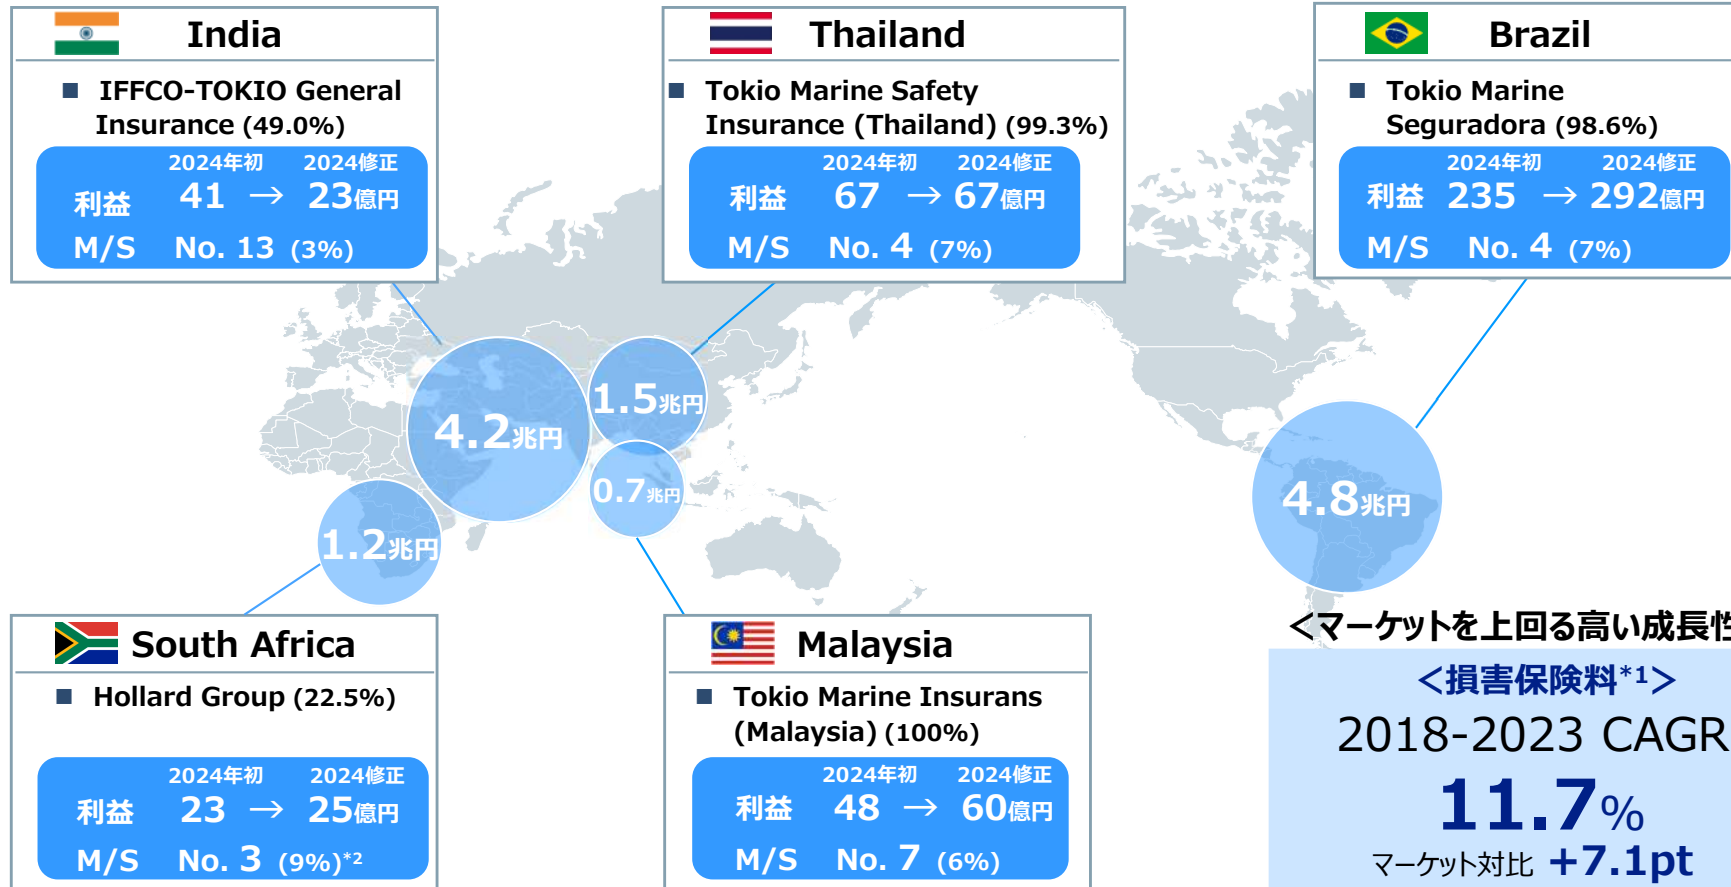 India
■ IFFCO-TOKIO General
Insurance (49.0%)
2024年初 2024修正
利益 41 → 23億円
M/S No. 13 (3%)
Thailand
■ Tokio Marine Safety
Insurance (Thailand) (99.3%)
2024年初 2024修正
利益 67 → 67億円
M/S No. 4 (7%)
Brazil
■ Tokio Marine
Seguradora (98.6%)
2024年初 2024修正
利益 235 → 292億円
M/S No. 4 (7%)
4.2兆円
1.5兆円
0.7兆円
1.2兆円
4.8兆円
South Africa
■ Hollard Group (22.5%)
2024年初 2024修正
利益 23 → 25億円
M/S No. 3 (9%)*2
Malaysia
■ Tokio Marine Insurans
(Malaysia) (100%)
2024年初 2024修正
利益 48 → 60億円
M/S No. 7 (6%)
<マーケットを上回る高い成長性
<損害保険料*1>
2018-2023 CAGR
11.7%
マーケット対比 +7.1pt